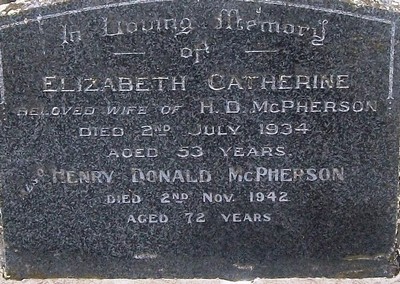 In Loving Memory
of
ELIZABETH CATHERINE
BELOVED WIFE OF H. D. MCPHERSON
DIED 2ND JULY 1934
AGED 53 YEARS.
ALSO HENRY DONALD MCPHERSON
DIED 2ND NOV. 1942
AGED 72 YEARS